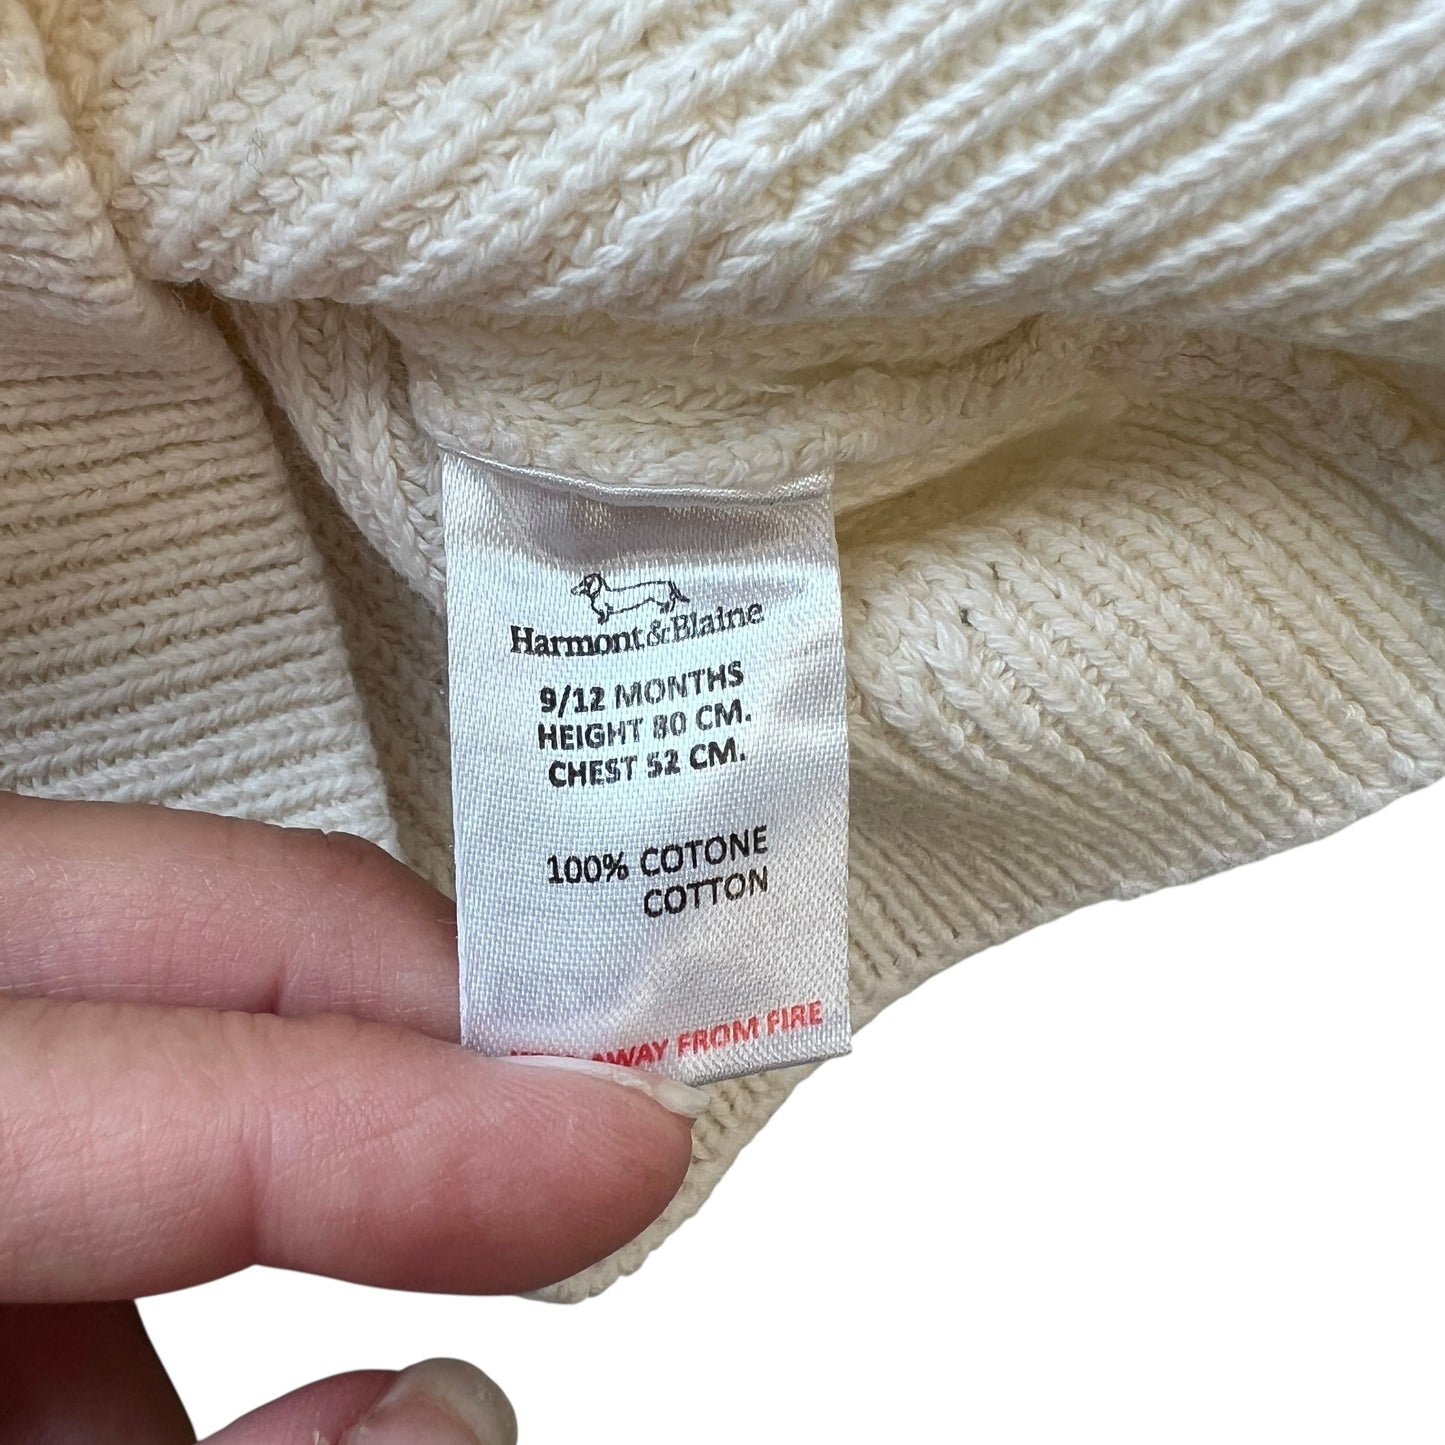 Harmont&Blaine
9/12 MONTHS
HEIGHT 80 CM.
CHEST 52 CM.
100% COTONE
COTTON
AWAY FROM FIRE